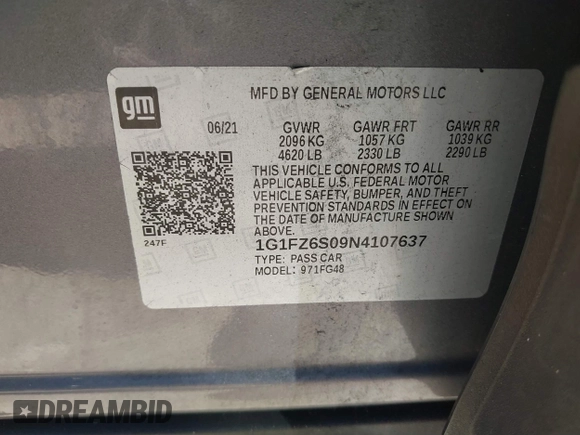 gm
MFD BY GENERAL MOTORS LLC
06/21 GVWR GAWR FRT GAWR RR
2096 KG 1057 KG 1039 KG
4620 LB 2330 LB 2290 LB
THIS VEHICLE CONFORMS TO ALL
APPLICABLE U.S. FEDERAL MOTOR
VEHICLE SAFETY, BUMPER, AND THEFT
PREVENTION STANDARDS IN EFFECT ON
THE DATE OF MANUFACTURE SHOWN
ABOVE.
247F
1G1FZ6S09N4107637
TYPE: PASS CAR
MODEL: 971FG48
DREAMBID